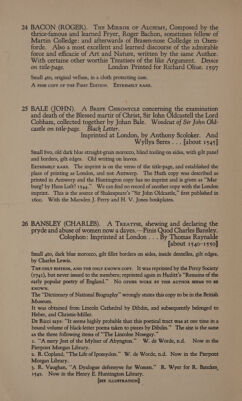 24 BACON (ROGER). THE MIRROR OF ALCHEMY, Composed by the
thrice-famous and learned Fryer, Roger Bachon, sometimes fellow of
Martin Colledge: and afterwards of Brasen-nose Colledge in Oxen-
forde. Also a most excellent and learned discourse of the admirable
force and efficacie of Art and Nature, written by the same Author.
With certaine other worthie Treatises of the like Argument. Device
on title-page. London Printed for Richard Oliue. 1597
Small 4to, original vellum, in a cloth protecting case.
A FINE COPY OF THE FIRST EDITION. EXTREMELY RARE.
25 BALE (JOHN). A BREFE CHRONYCLE concerning the examination
and death of the Blessed martir of Christ, Sir Iohn Oldcastell the Lord
Cobham, collected together by Johan Bale. Woodcut of Sir John Old-
castle on title-page. Black Letter.
Imprinted at London, by Anthony Scoloker. And
Wyllya Seres . . . [about 1545]
Small 8vo, old dark blue straight-grain morocco, blind tooling on sides, with gilt panel
and borders, gilt edges. Old writing on leaves.
EXTREMELY RARE. The imprint is on the verso of the title-page, and established the
place of printing as London, and not Antwerp. The Huth copy was described as
printed at Antwerp and the Huntington copy has no imprint and is given as "Mar
burg? by Hans Luft? 1544." We can find no record of another copy with the London
imprint. This is the source of Shakespeare's "Sir John Oldcastle," first published in
1600. With the Marsden J. Perry and H. V. Jones bookplates.
26 BANSLEY (CHARLES). A TREATYSE, shewing and declaring the
pryde and abuse of women now a dayes.—Finis Quod Charles Bansley.
Colophon: Imprinted at London . . . By Thomas Raynalde
[about 1540-1550]
Small 4to, dark blue morocco, gilt fillet borders on sides, inside dentelles, gilt edges,
by Charles Lewis.
THE ONLY EDITION, AND THE ONLY KNOWN COPY. It was reprinted by the Percy Society
(1741), but never issued to the members; reprinted again in Hazlitt's "Remains of the
early popular poetry of England." NO OTHER WORK BY THIS AUTHOR SEEMS TO BE
KNOWN.
The "Dictionary of National Biography" wrongly states this copy to be in the British
Museum.
It was obtained from Lincoln Cathedral by Dibdin, and subsequently belonged to
Heber, and Christie-Miller.
De Ricci says: "It seems highly probable that this poetical tract was at one time in a
bound volume of black-letter poems taken to pieces by Dibdin." The size is the same
as the three following items of "The Lincolne Nosegay."
1. "A mery Jest of the Mylner of Abyngton." W. de Worde, n.d. Now in the
Pierpont Morgan Library.
2. R. Copland, "The Life of Ipomydon." W. de Worde, n.d. Now in the Pierpont
Morgan Library.
3. R. Vaughan, "A Dyalogue defensyue for Women." R. Wyer for R. Banckes,
1542. Now in the Henry E. Huntington Library.
[SEE ILLUSTRATION]